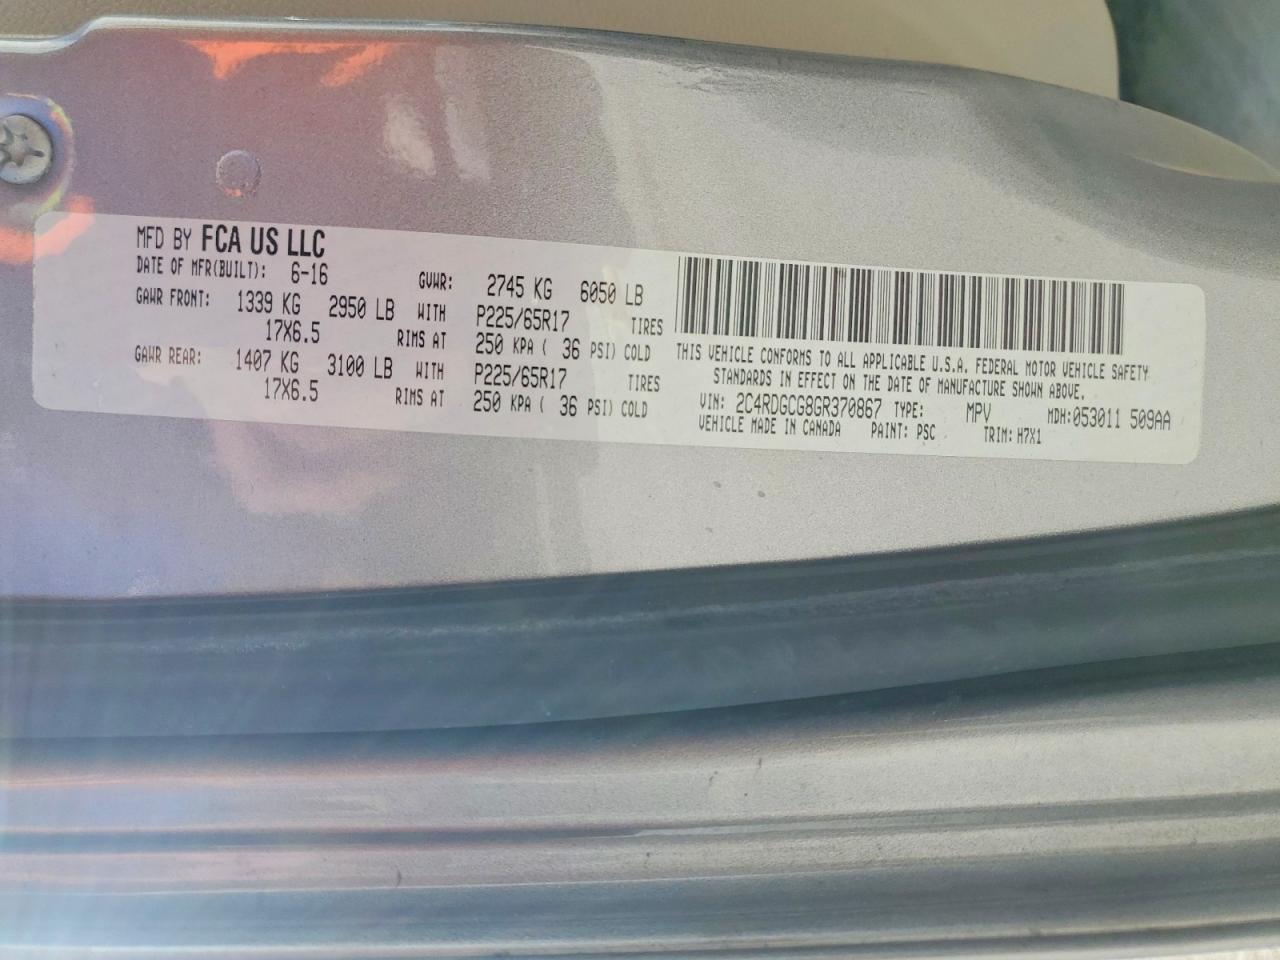 MFD BY FCA US LLC
DATE OF MFR(BUILT): 6-16 GVWR: 2745 KG 6050 LB
GAWR FRONT: 1339 KG 2950 LB WITH P225/65R17 TIRES
17X6.5 RIMS AT 250 KPA ( 36 PSI) COLD
GAWR REAR: 1407 KG 3100 LB WITH P225/65R17 TIRES
17X6.5 RIMS AT 250 KPA ( 36 PSI) COLD
THIS VEHICLE CONFORMS TO ALL APPLICABLE U.S.A. FEDERAL MOTOR VEHICLE SAFETY
STANDARDS IN EFFECT ON THE DATE OF MANUFACTURE SHOWN ABOVE.
VIN: 2C4RDGCG8GR370867 TYPE: MPV MDH:053011 509AA
VEHICLE MADE IN CANADA PAINT: PSC TRIM: H7X1